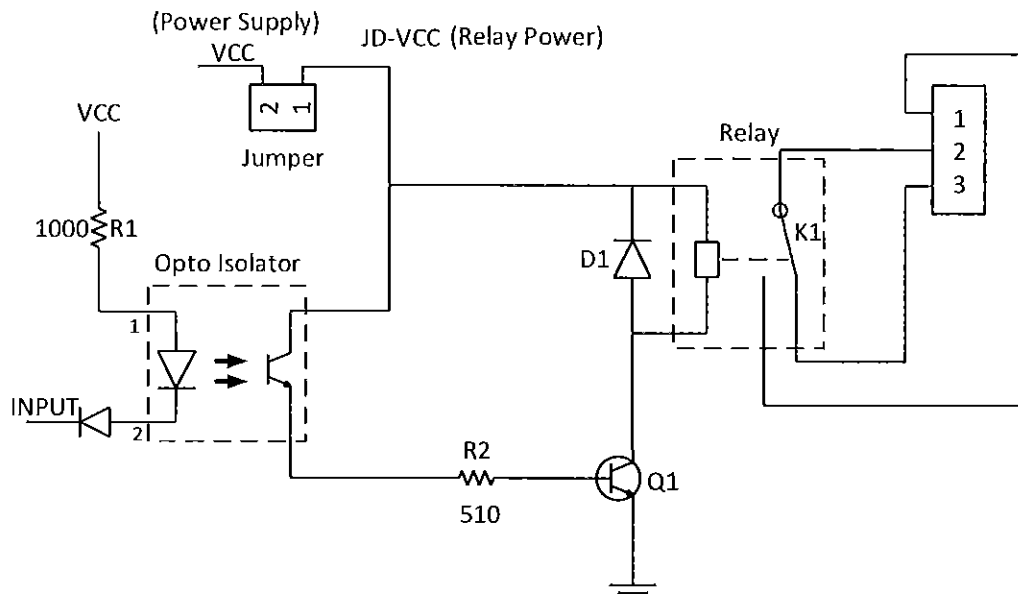 (Power Supply)
VCC
JD-VCC (Relay Power)
2 1
Jumper
VCC
1000 R1
Opto Isolator
1
2
INPUT
R2
510
Q1
D1
Relay
K1
1
2
3